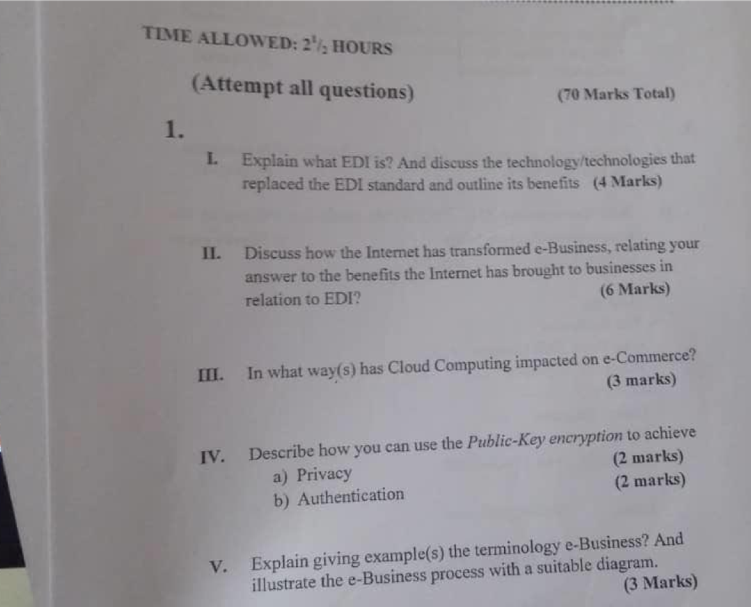 TIME ALLOWED: 2½ HOURS
(Attempt all questions) (70 Marks Total)
1.
I. Explain what EDI is? And discuss the technology/technologies that
replaced the EDI standard and outline its benefits (4 Marks)
II. Discuss how the Internet has transformed e-Business, relating your
answer to the benefits the Internet has brought to businesses in
relation to EDI? (6 Marks)
III. In what way(s) has Cloud Computing impacted on e-Commerce?
(3 marks)
IV. Describe how you can use the Public-Key encryption to achieve
a) Privacy (2 marks)
b) Authentication (2 marks)
V. Explain giving example(s) the terminology e-Business? And
illustrate the e-Business process with a suitable diagram.
(3 Marks)